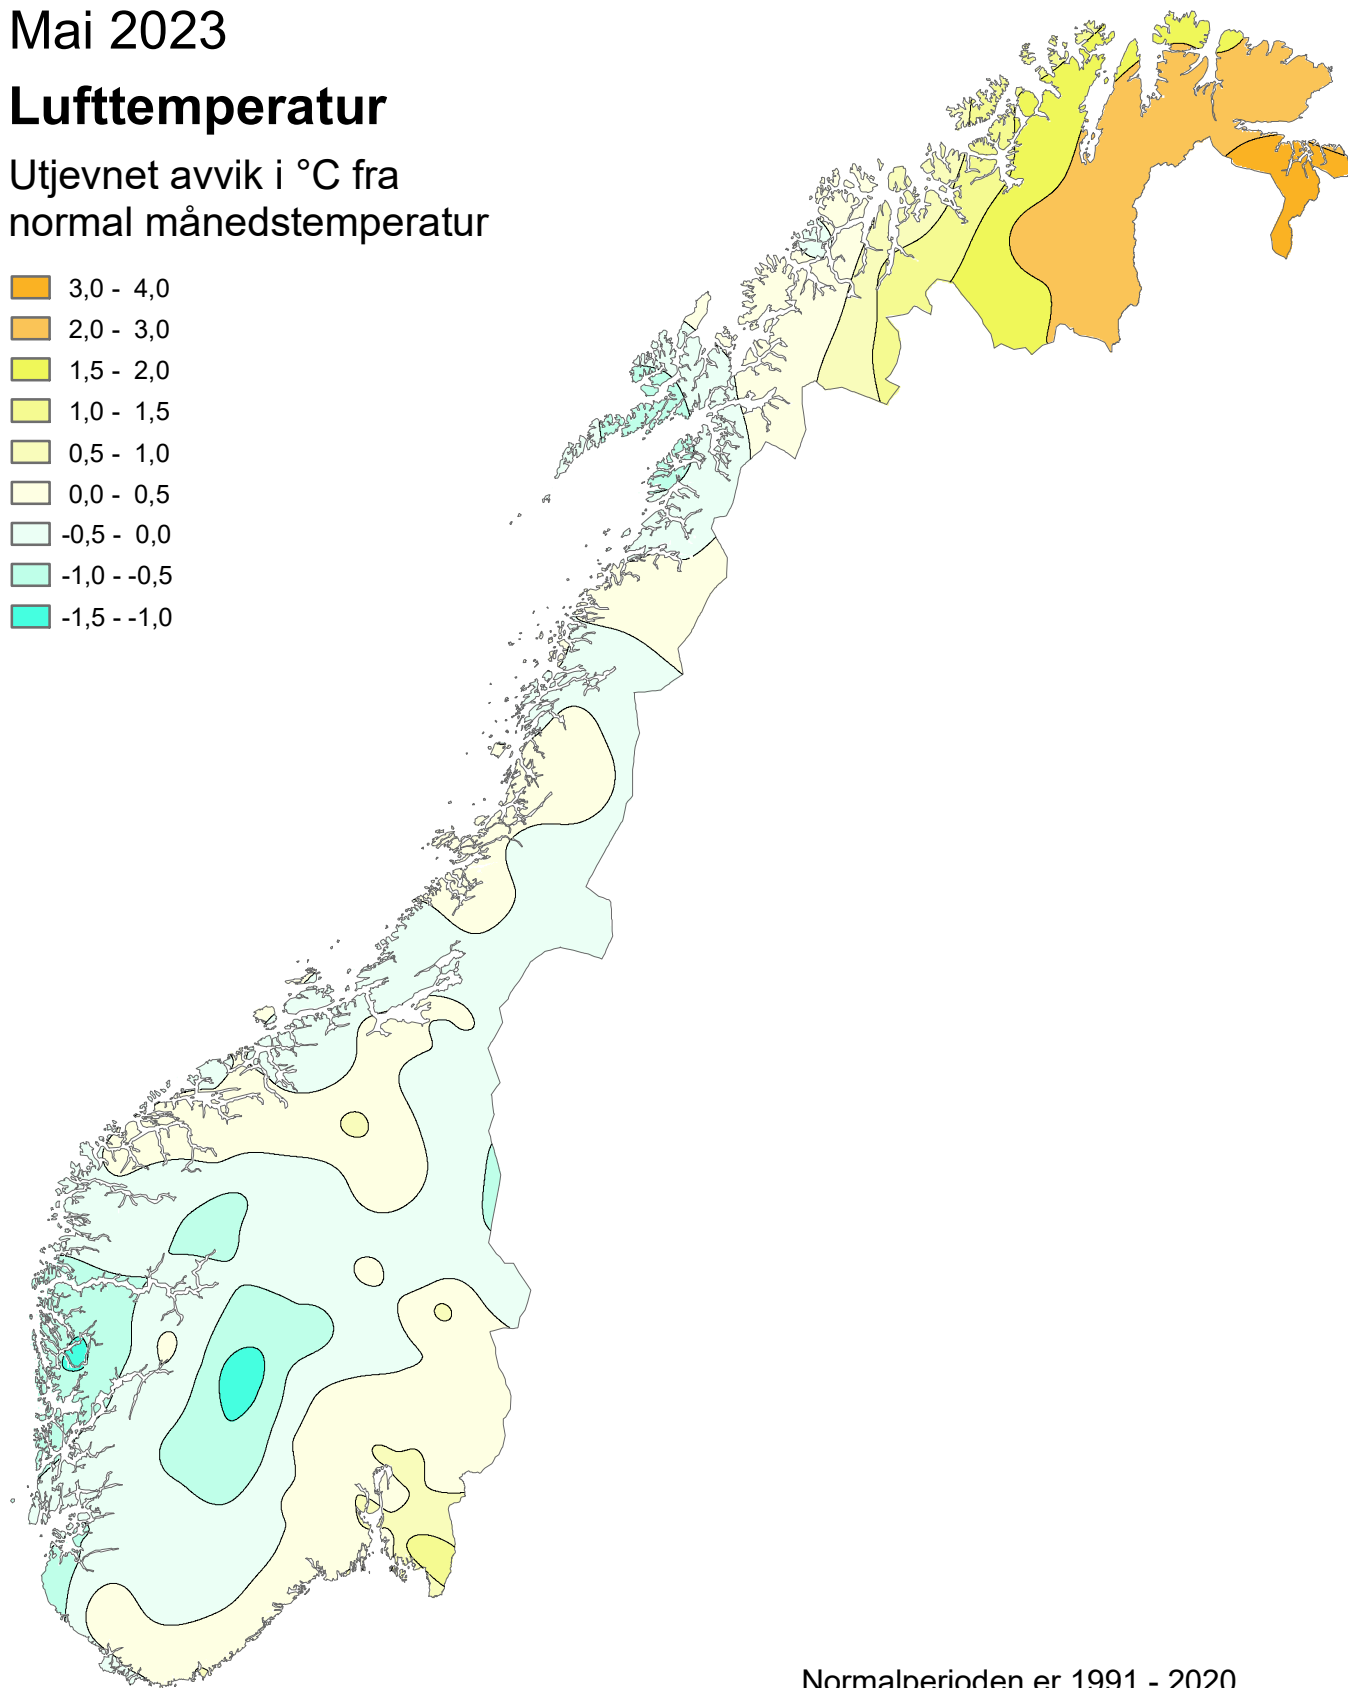 Mai 2023
Lufttemperatur
Utjevnet avvik i °C fra
normal månedstemperatur
3,0 - 4,0
2,0 - 3,0
1,5 - 2,0
1,0 - 1,5
0,5 - 1,0
0,0 - 0,5
-0,5 - 0,0
-1,0 - -0,5
-1,5 - -1,0
Normalperioden er 1991 - 2020